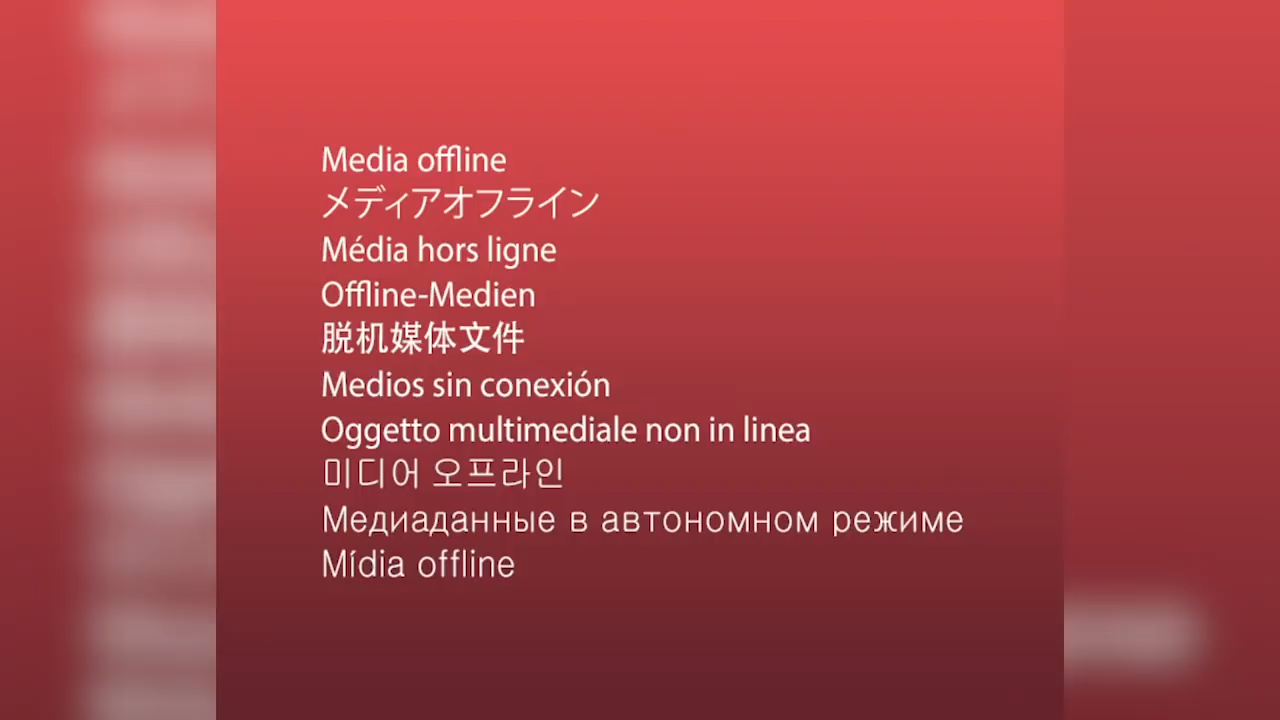 Media offline
メディアオフライン
Média hors ligne
Offline-Medien
脱机媒体文件
Medios sin conexión
Oggetto multimediale non in linea
미디어 오프라인
Медиаданные в автономном режиме
Mídia offline